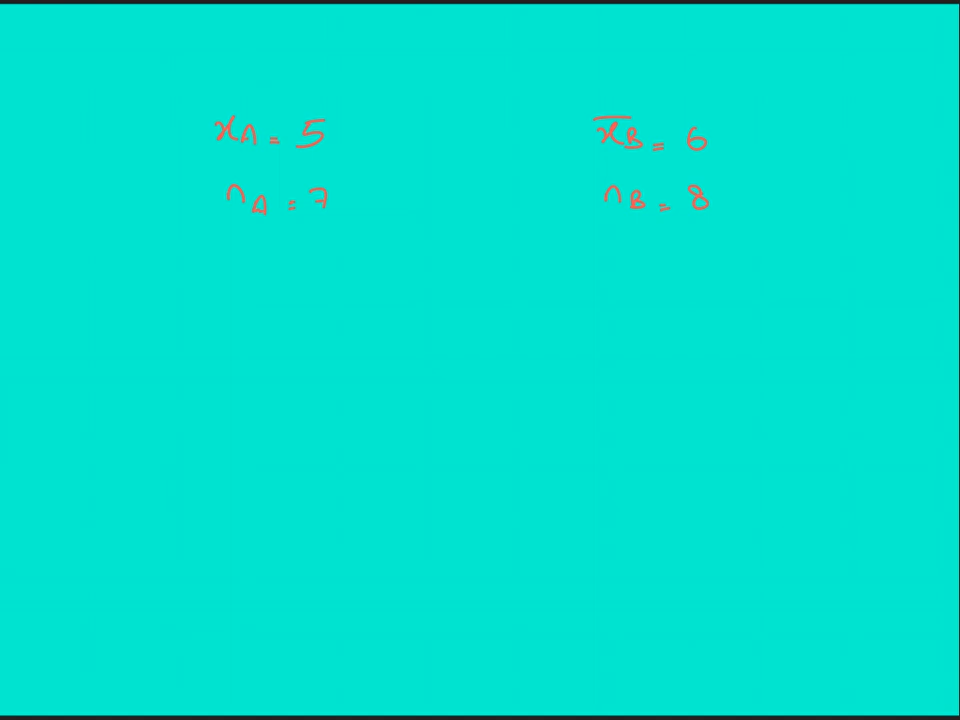 xA = 5
x̅B = 6
nA = 7
nB = 8